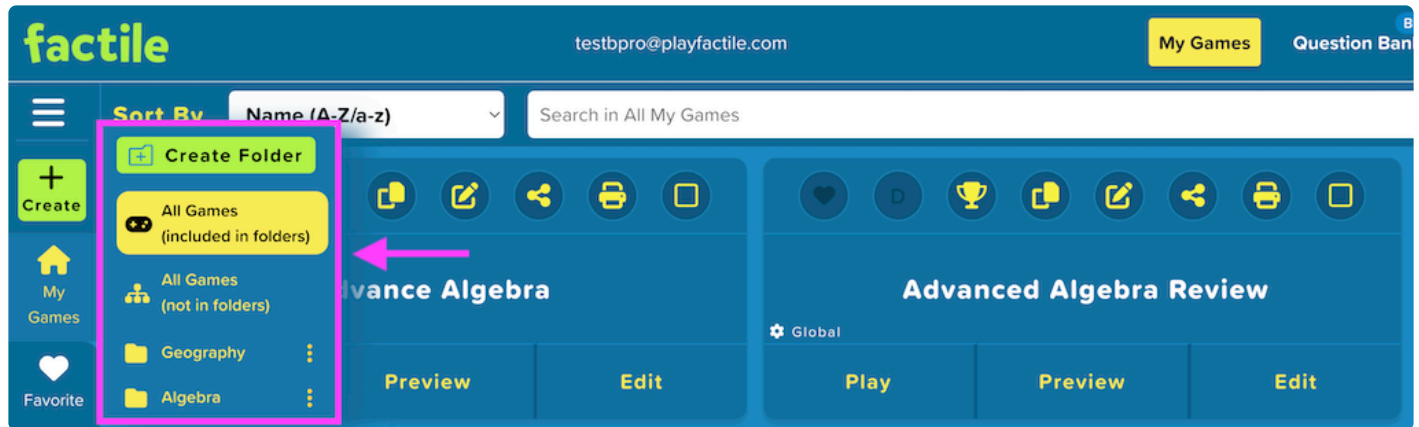 factile
testbpro@playfactile.com
My Games
B
Question Ban
Sort By
Name (A-Z/a-z)
Search in All My Games
Create
My
Games
Favorite
Create Folder
All Games
(included in folders)
All Games
(not in folders)
Geography
Algebra
dvance Algebra
Preview
Edit
D
Advanced Algebra Review
Global
Play
Preview
Edit